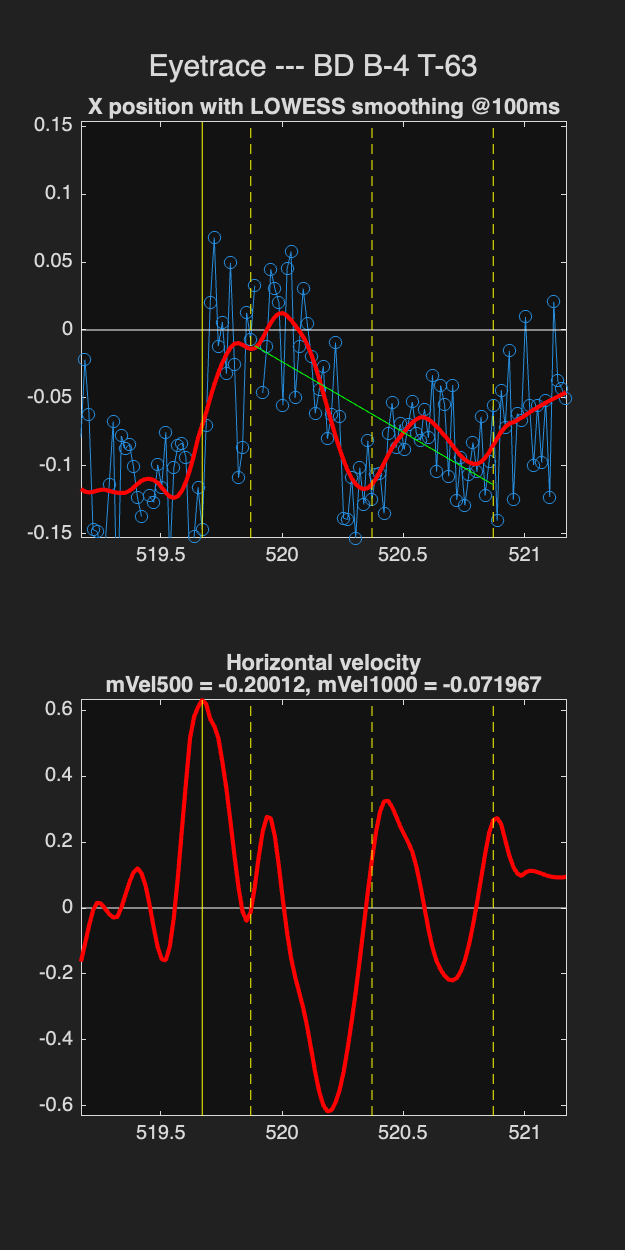 Eyetrace --- BD B-4 T-63
X position with LOWESS smoothing @100ms
0.15
0.1
0.05
0
-0.05
-0.1
-0.15
519.5 520 520.5 521
Horizontal velocity
mVel500 = -0.20012, mVel1000 = -0.071967
0.6
0.4
0.2
0
-0.2
-0.4
-0.6
519.5 520 520.5 521